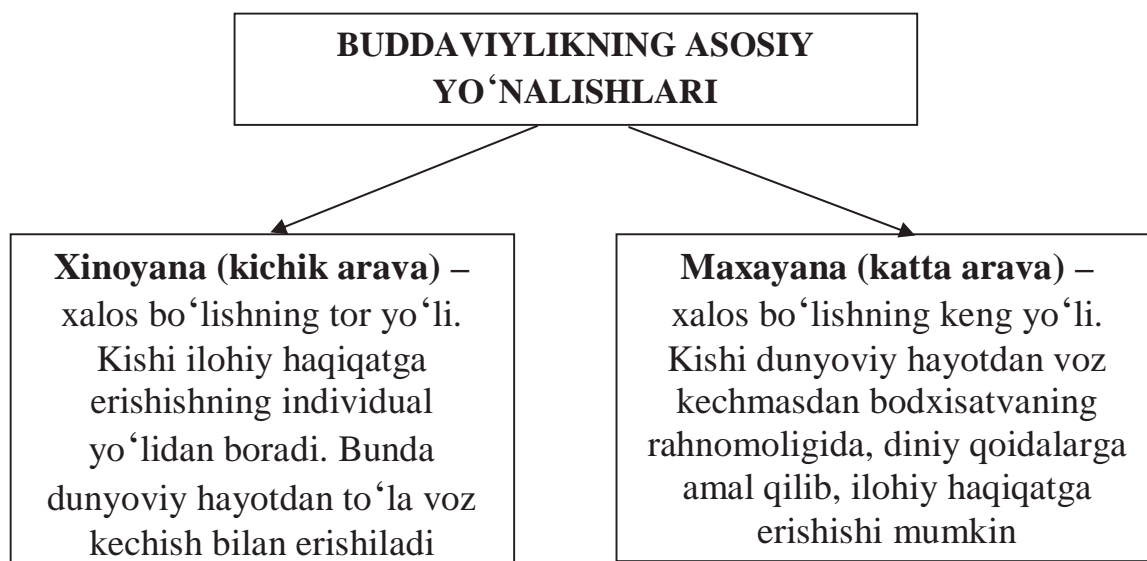 BUDDAVIYLIKNING ASOSIY
YO‘NALISHLARI
Xinoyana (kichik arava) –
xalos bo‘lishning tor yo‘li.
Kishi ilohiy haqiqatga
erishishning individual
yo‘lidan boradi. Bunda
dunyoviy hayotdan to‘la voz
kechish bilan erishiladi
Maxayana (katta arava) –
xalos bo‘lishning keng yo‘li.
Kishi dunyoviy hayotdan voz
kechmasdan bodxisatvaning
rahnomoligida, diniy qoidalarga
amal qilib, ilohiy haqiqatga
erishishi mumkin